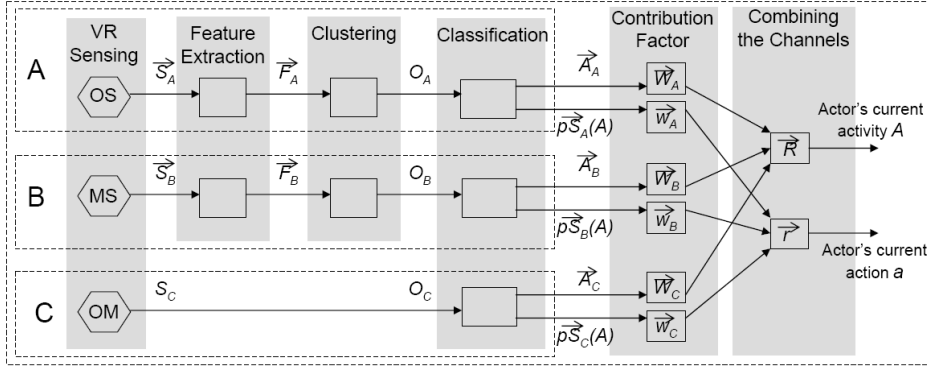 VR
Sensing
Feature
Extraction
Clustering
Classification
Contribution
Factor
Combining
the Channels
A
OS
S_A
F_A
O_A
A_A
pS_A(A)
W_A
w_A
B
MS
S_B
F_B
O_B
A_B
pS_B(A)
W_B
w_B
C
OM
S_C
O_C
A_C
pS_C(A)
W_C
w_C
R
r
Actor's current
activity A
Actor's current
action a